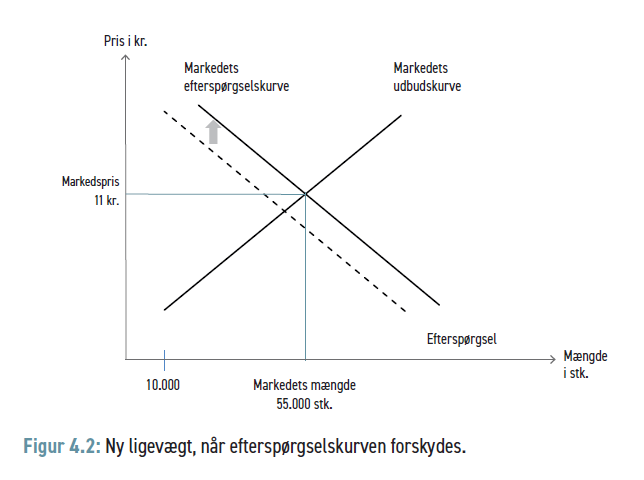 Pris i kr.
Markedets
efterspørgselskurve
Markedets
udbudskurve
Markedspris
11 kr.
Efterspørgsel
Mængde
i stk.
10.000
Markedets mængde
55.000 stk.
Figur 4.2: Ny ligevægt, når efterspørgselskurven forskydes.